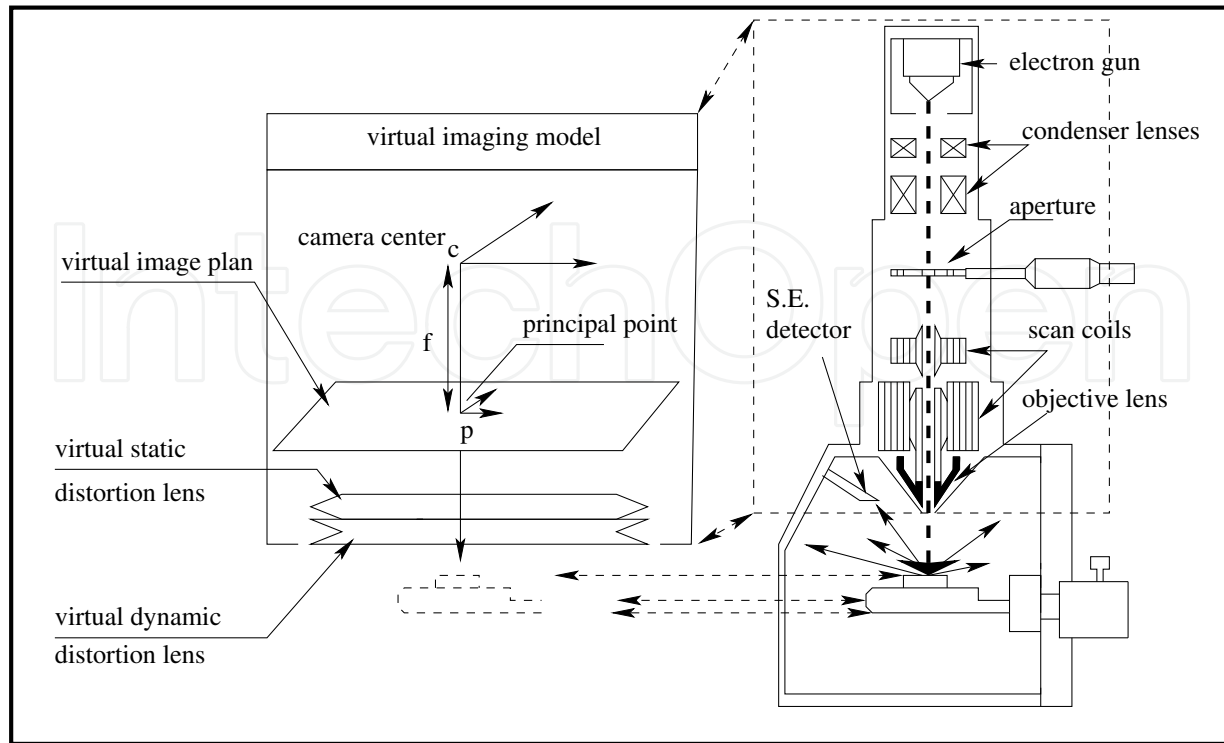 virtual imaging model
camera center
c
virtual image plan
f
principal point
p
virtual static
distortion lens
virtual dynamic
distortion lens
electron gun
condenser lenses
aperture
S.E.
detector
scan coils
objective lens
IntechOpen